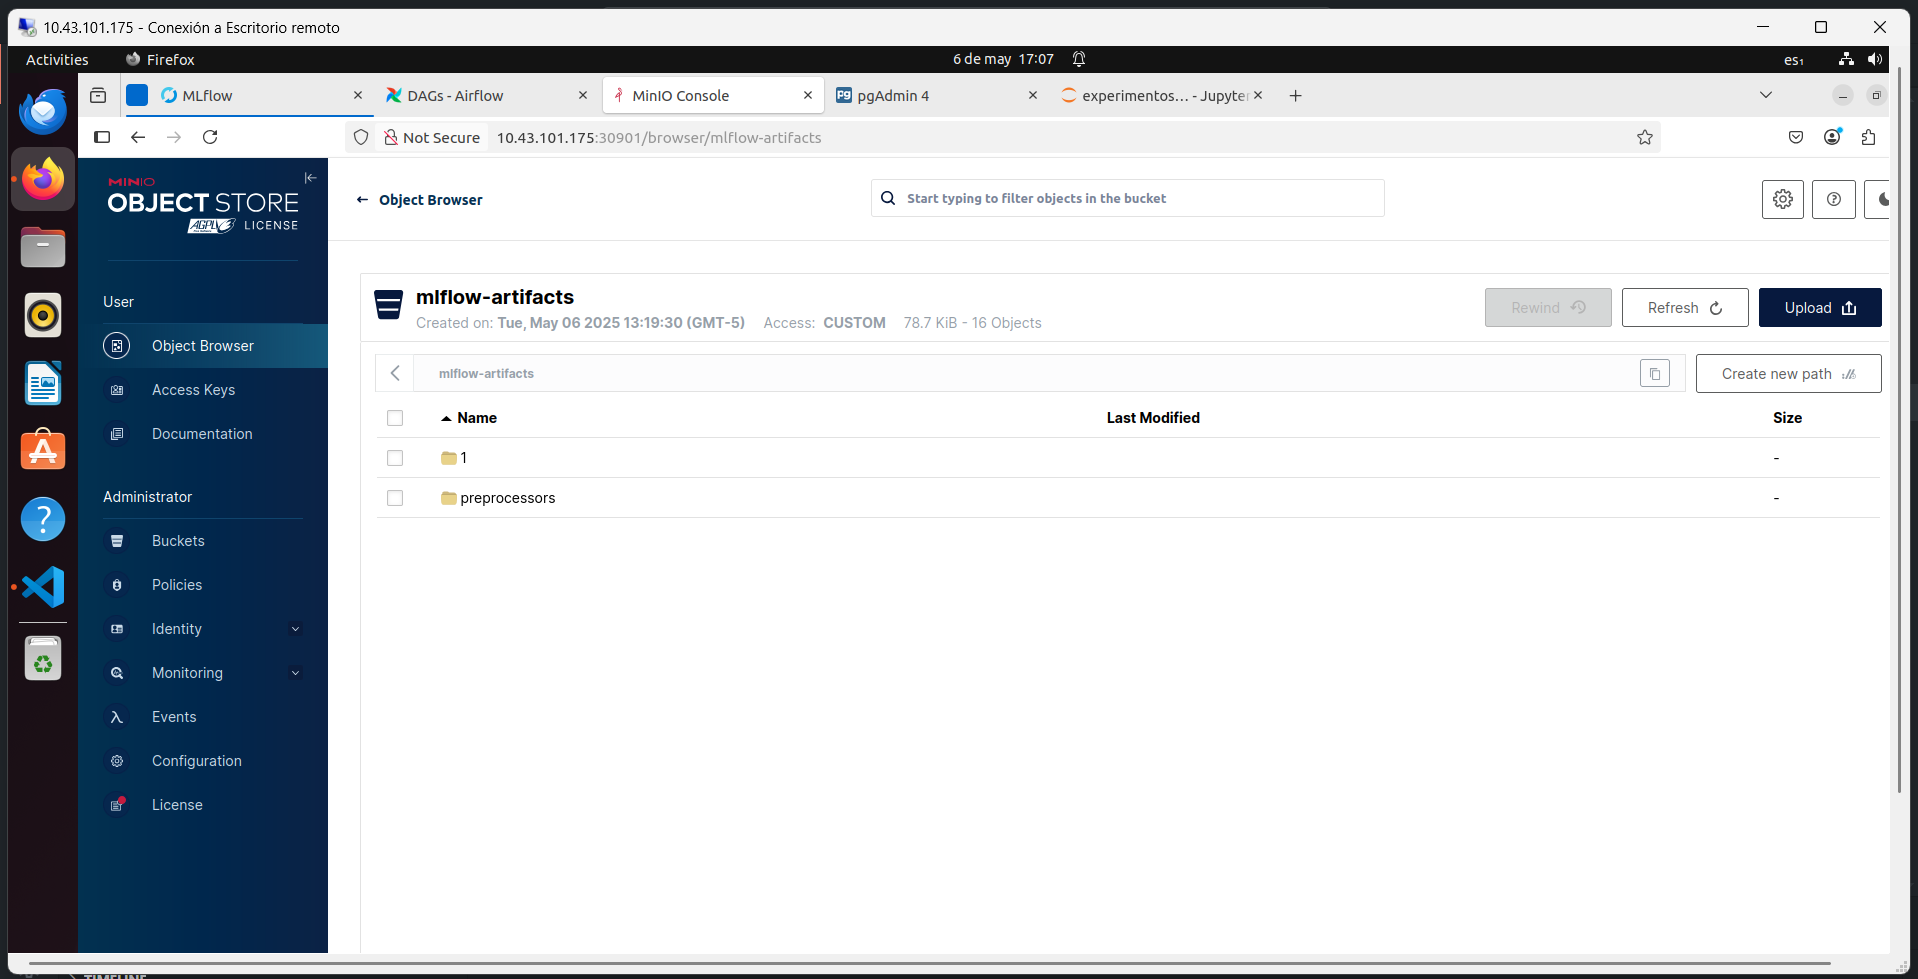 10.43.101.175 - Conexión a Escritorio remoto
Activities
Firefox
6 de may 17:07
es₁
MLflow
DAGs - Airflow
MinIO Console
pgAdmin 4
experimentos… - Jupyter
Not Secure
10.43.101.175:30901/browser/mlflow-artifacts
MINIO
OBJECT STORE
AGPLv3 LICENSE
Object Browser
Start typing to filter objects in the bucket
User
Object Browser
Access Keys
Documentation
Administrator
Buckets
Policies
Identity
Monitoring
Events
Configuration
License
mlflow-artifacts
Created on: Tue, May 06 2025 13:19:30 (GMT-5) Access: CUSTOM 78.7 KiB - 16 Objects
Rewind
Refresh
Upload
mlflow-artifacts
Create new path
Name
Last Modified
Size
1
-
preprocessors
-